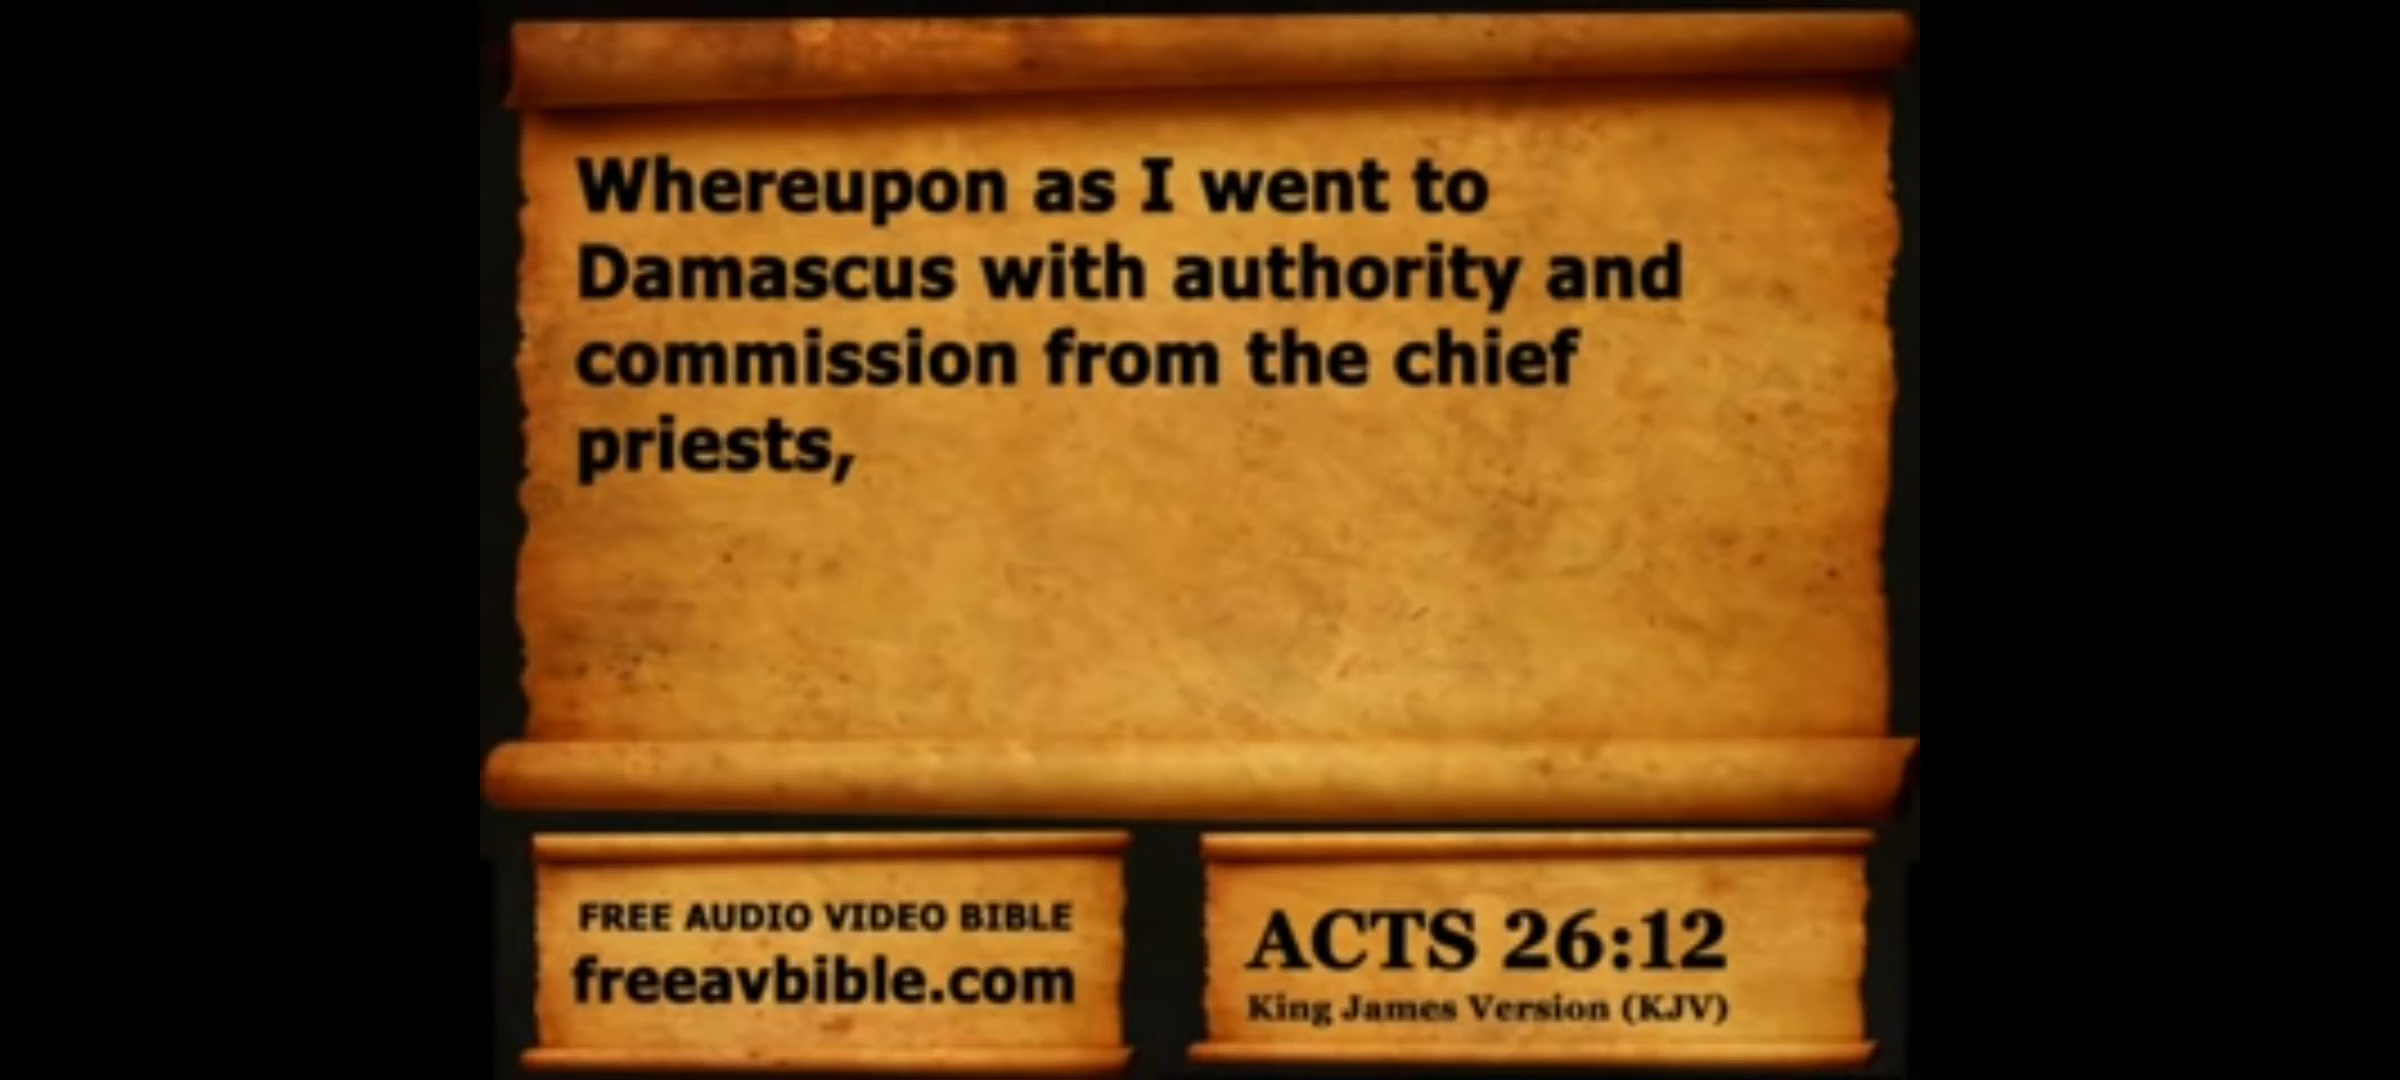 Whereupon as I went to
Damascus with authority and
commission from the chief
priests,
FREE AUDIO VIDEO BIBLE
freeavbible.com
ACTS 26:12
King James Version (KJV)